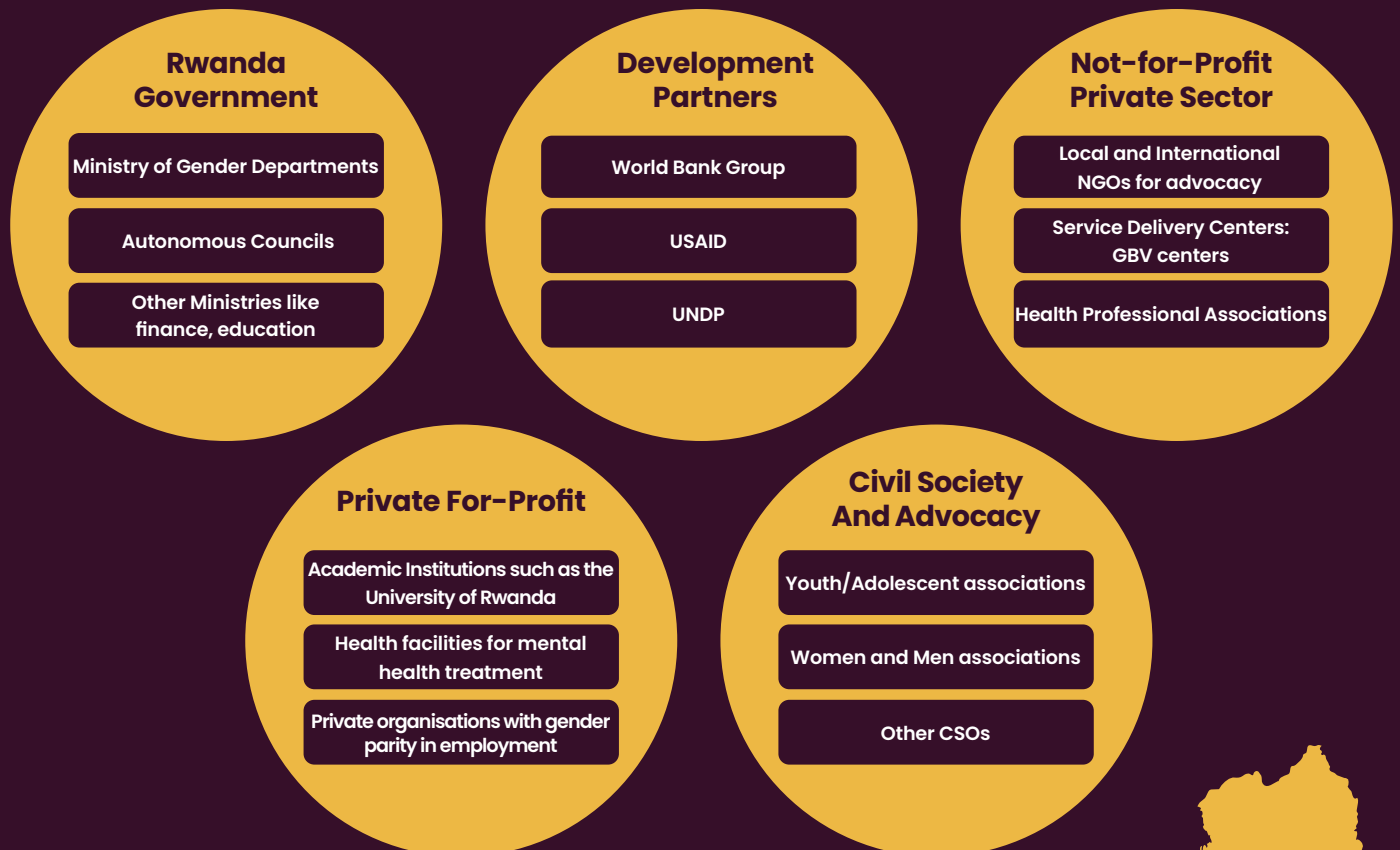 Rwanda
Government
Ministry of Gender Departments
Autonomous Councils
Other Ministries like
finance, education
Development
Partners
World Bank Group
USAID
UNDP
Not-for-Profit
Private Sector
Local and International
NGOs for advocacy
Service Delivery Centers:
GBV centers
Health Professional Associations
Private For-Profit
Academic Institutions such as the
University of Rwanda
Health facilities for mental
health treatment
Private organisations with gender
parity in employment
Civil Society
And Advocacy
Youth/Adolescent associations
Women and Men associations
Other CSOs